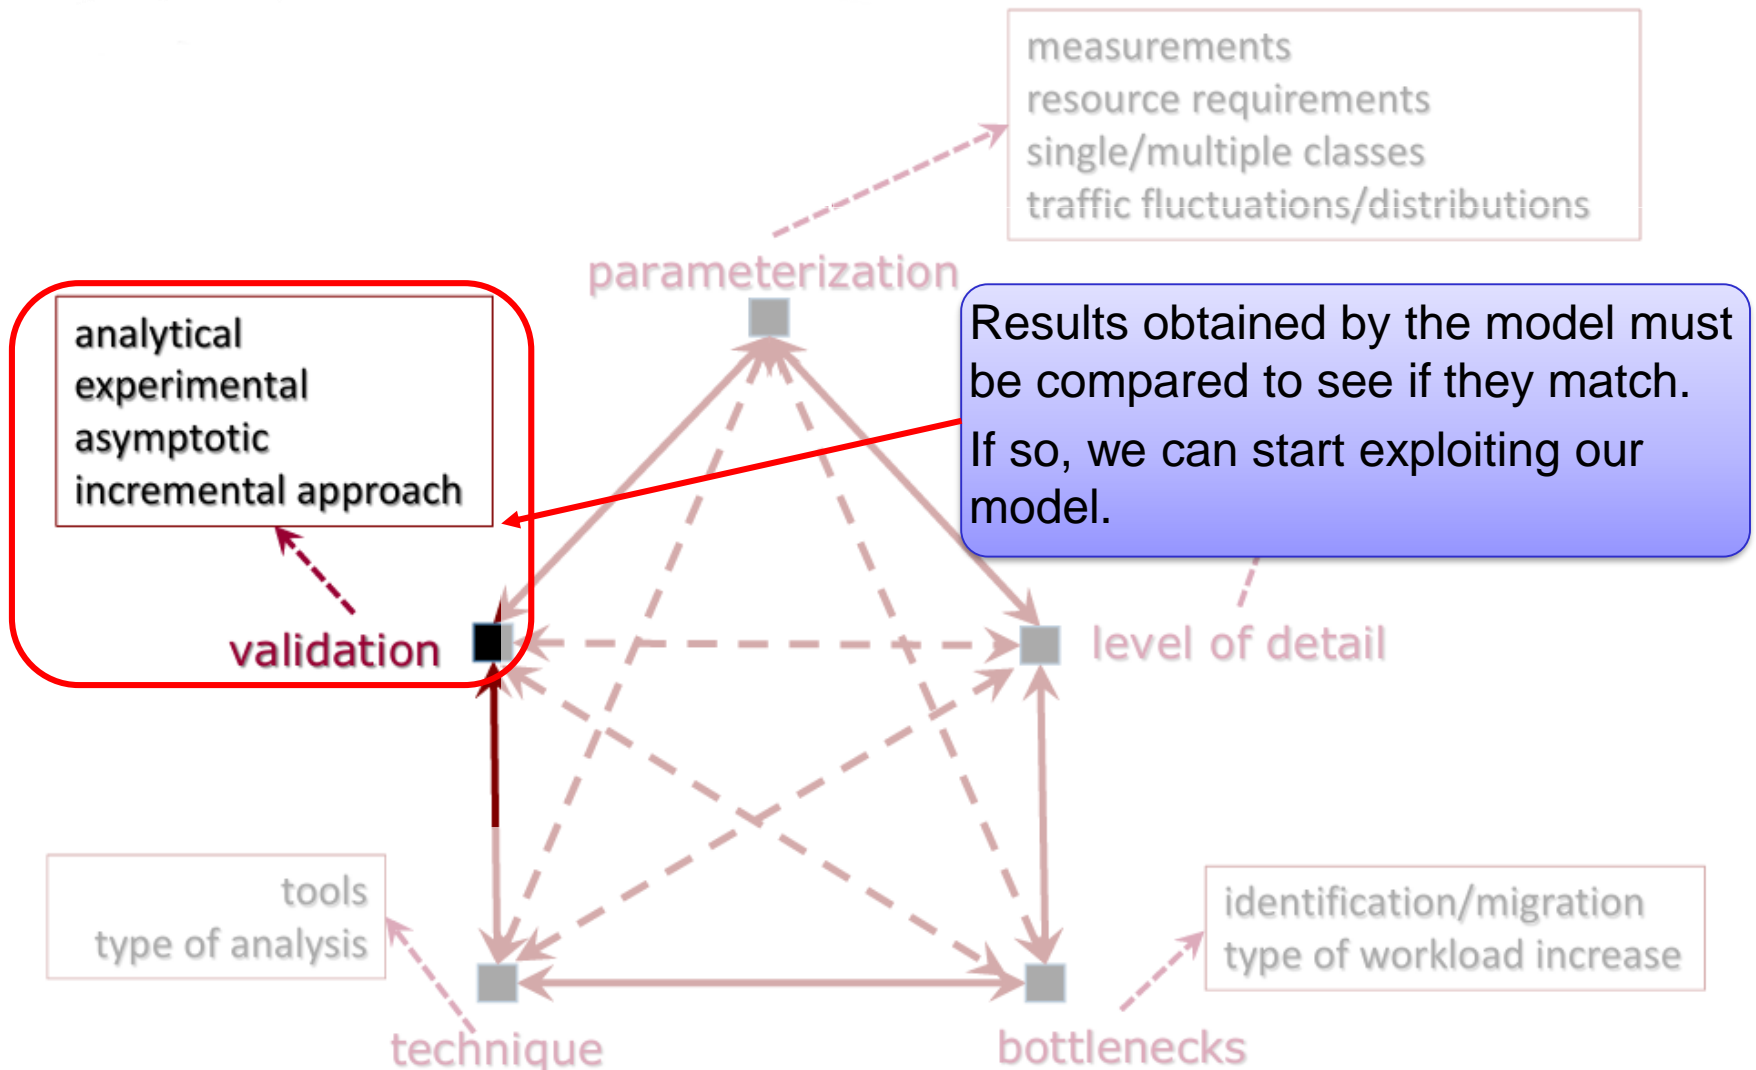 measurements
resource requirements
single/multiple classes
traffic fluctuations/distributions
parameterization
analytical
experimental
asymptotic
incremental approach
Results obtained by the model must
be compared to see if they match.
If so, we can start exploiting our
model.
validation
level of detail
tools
type of analysis
identification/migration
type of workload increase
technique
bottlenecks